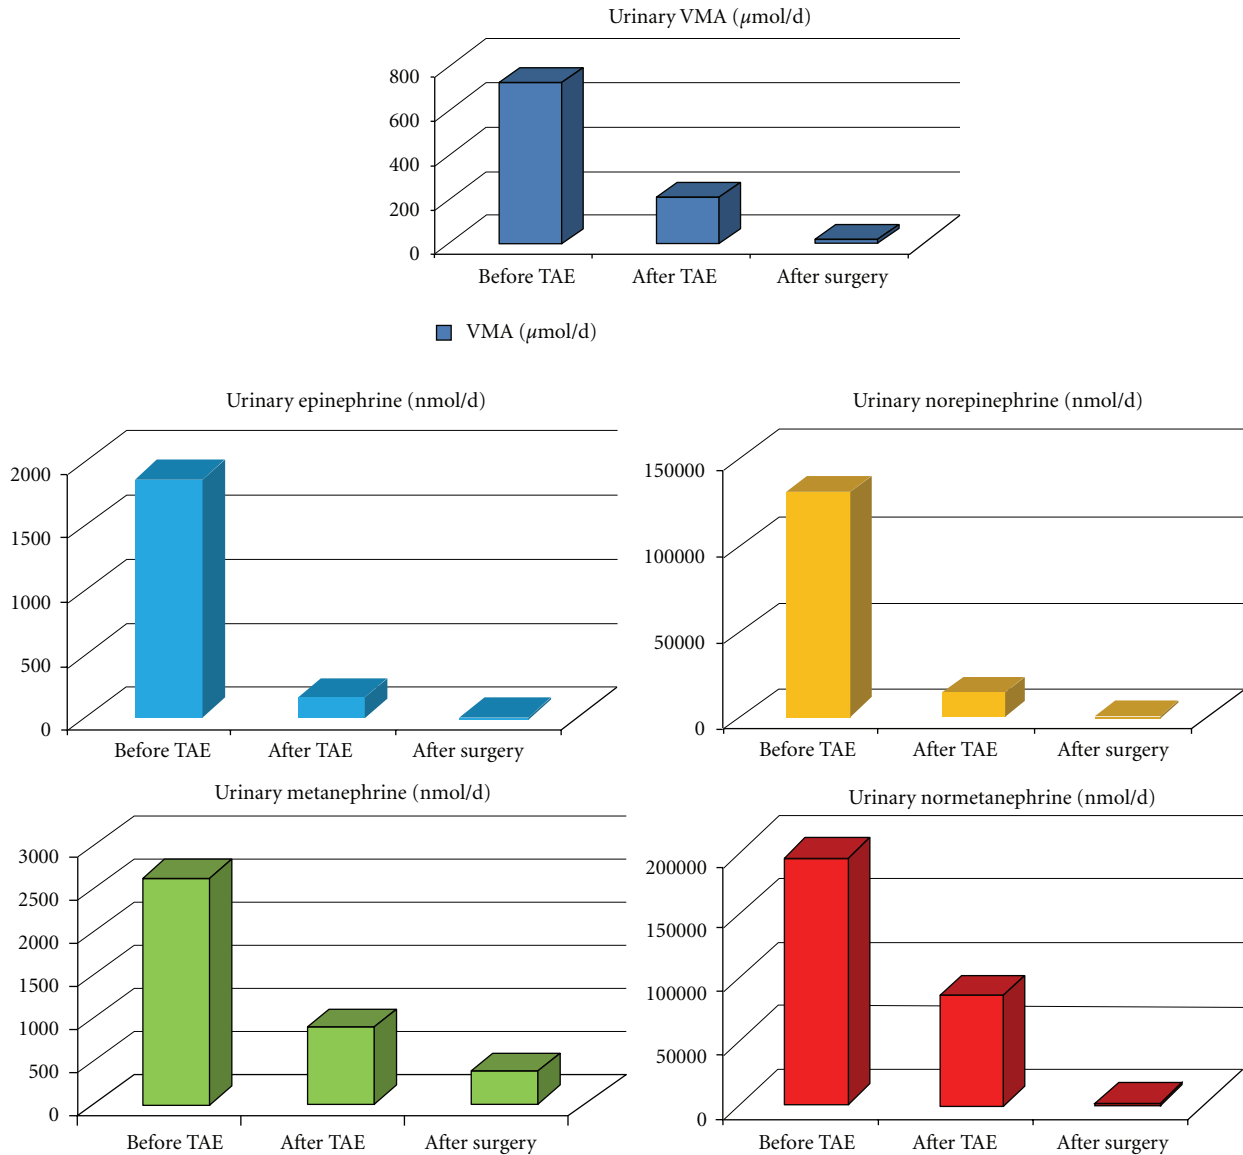 Urinary VMA (µmol/d)
800
600
400
200
0
Before TAE After TAE After surgery
VMA (µmol/d)
Urinary epinephrine (nmol/d)
2000
1500
1000
500
0
Before TAE After TAE After surgery
Urinary norepinephrine (nmol/d)
150000
100000
50000
0
Before TAE After TAE After surgery
Urinary metanephrine (nmol/d)
3000
2500
2000
1500
1000
500
0
Before TAE After TAE After surgery
Urinary normetanephrine (nmol/d)
200000
150000
100000
50000
0
Before TAE After TAE After surgery